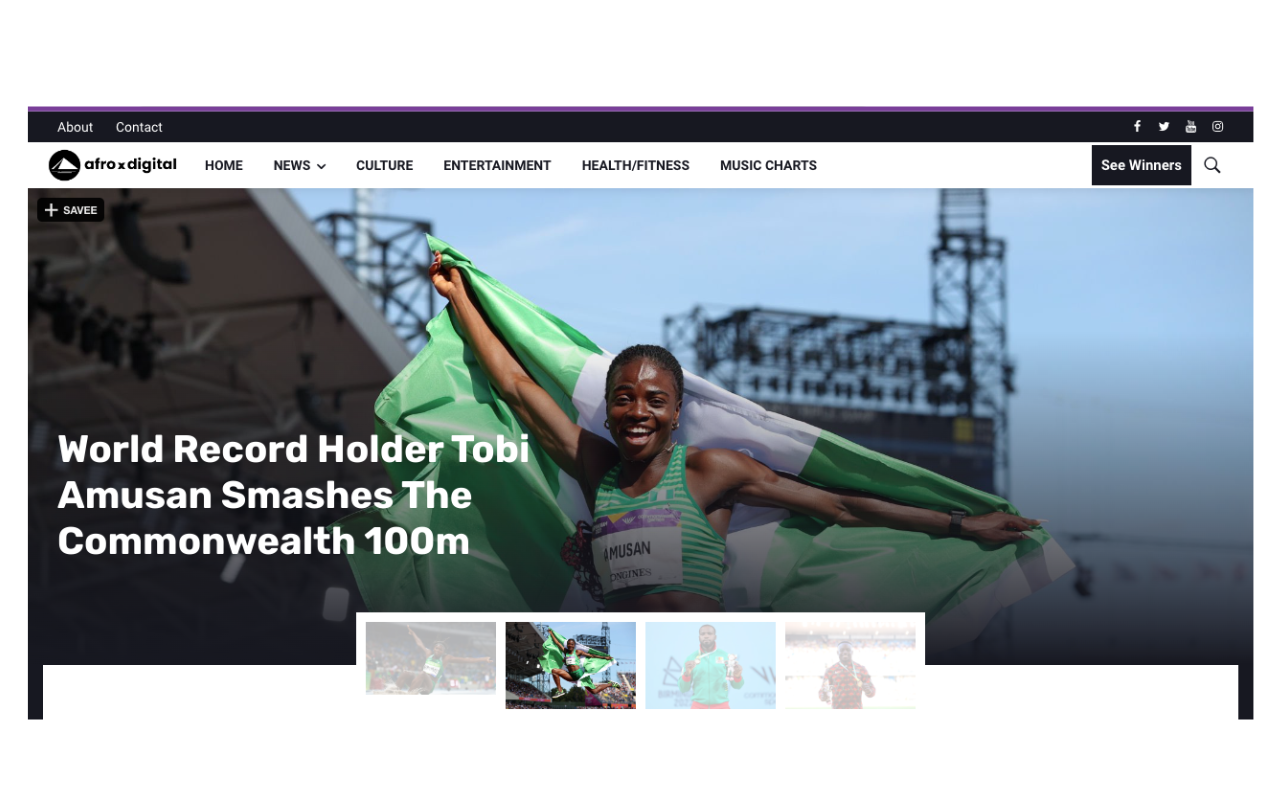 About Contact
afro x digital HOME NEWS CULTURE ENTERTAINMENT HEALTH/FITNESS MUSIC CHARTS See Winners
SAVEE
World Record Holder Tobi
Amusan Smashes The
Commonwealth 100m
AMUSAN
LONGINES